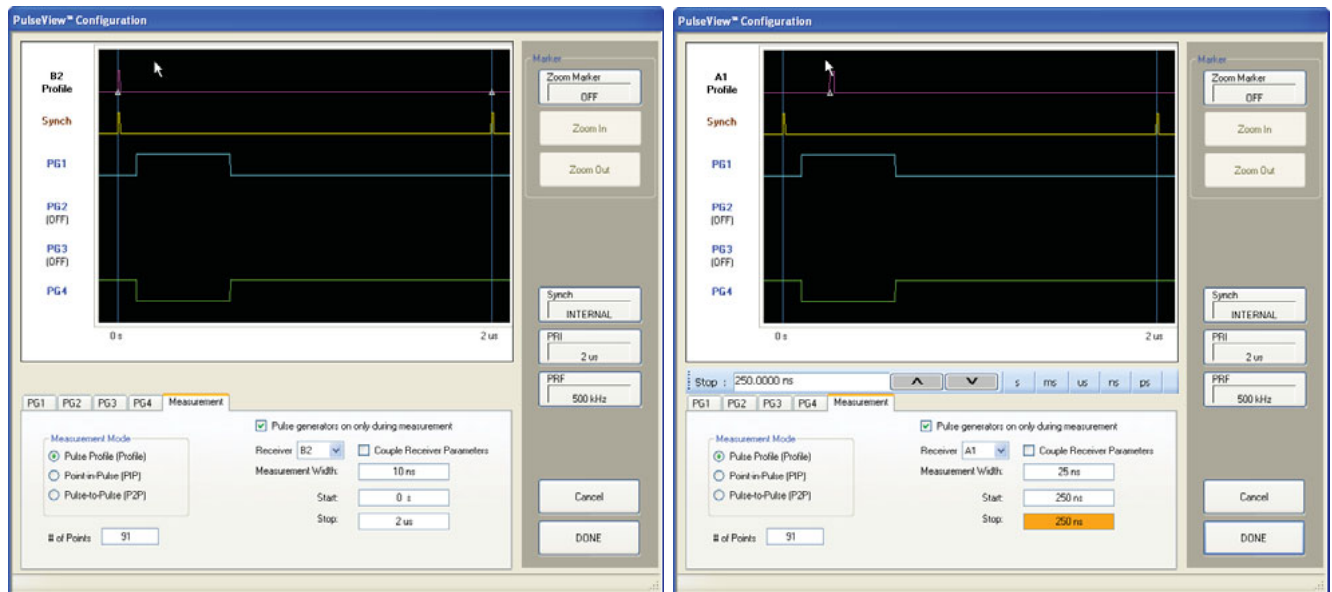 PulseView™ Configuration
B2
Profile
Synch
PG1
PG2
(OFF)
PG3
(OFF)
PG4
0 s
2 us
Marker
Zoom Marker
OFF
Zoom In
Zoom Out
Synch
INTERNAL
PRI
2 us
PRF
500 kHz
PG1 PG2 PG3 PG4 Measurement
Pulse generators on only during measurement
Measurement Mode
Pulse Profile (Profile)
Point-in-Pulse (PIP)
Pulse-to-Pulse (P2P)
Receiver B2 Couple Receiver Parameters
Measurement Width: 10 ns
Start: 0 s
Stop: 2 us
# of Points 91
Cancel
DONE
PulseView™ Configuration
A1
Profile
Synch
PG1
PG2
(OFF)
PG3
(OFF)
PG4
0 s
2 us
Marker
Zoom Marker
OFF
Zoom In
Zoom Out
Synch
INTERNAL
PRI
2 us
PRF
500 kHz
Stop : 250.0000 ns s ms us ns ps
PG1 PG2 PG3 PG4 Measurement
Pulse generators on only during measurement
Measurement Mode
Pulse Profile (Profile)
Point-in-Pulse (PIP)
Pulse-to-Pulse (P2P)
Receiver A1 Couple Receiver Parameters
Measurement Width: 25 ns
Start: 250 ns
Stop: 250 ns
# of Points 91
Cancel
DONE